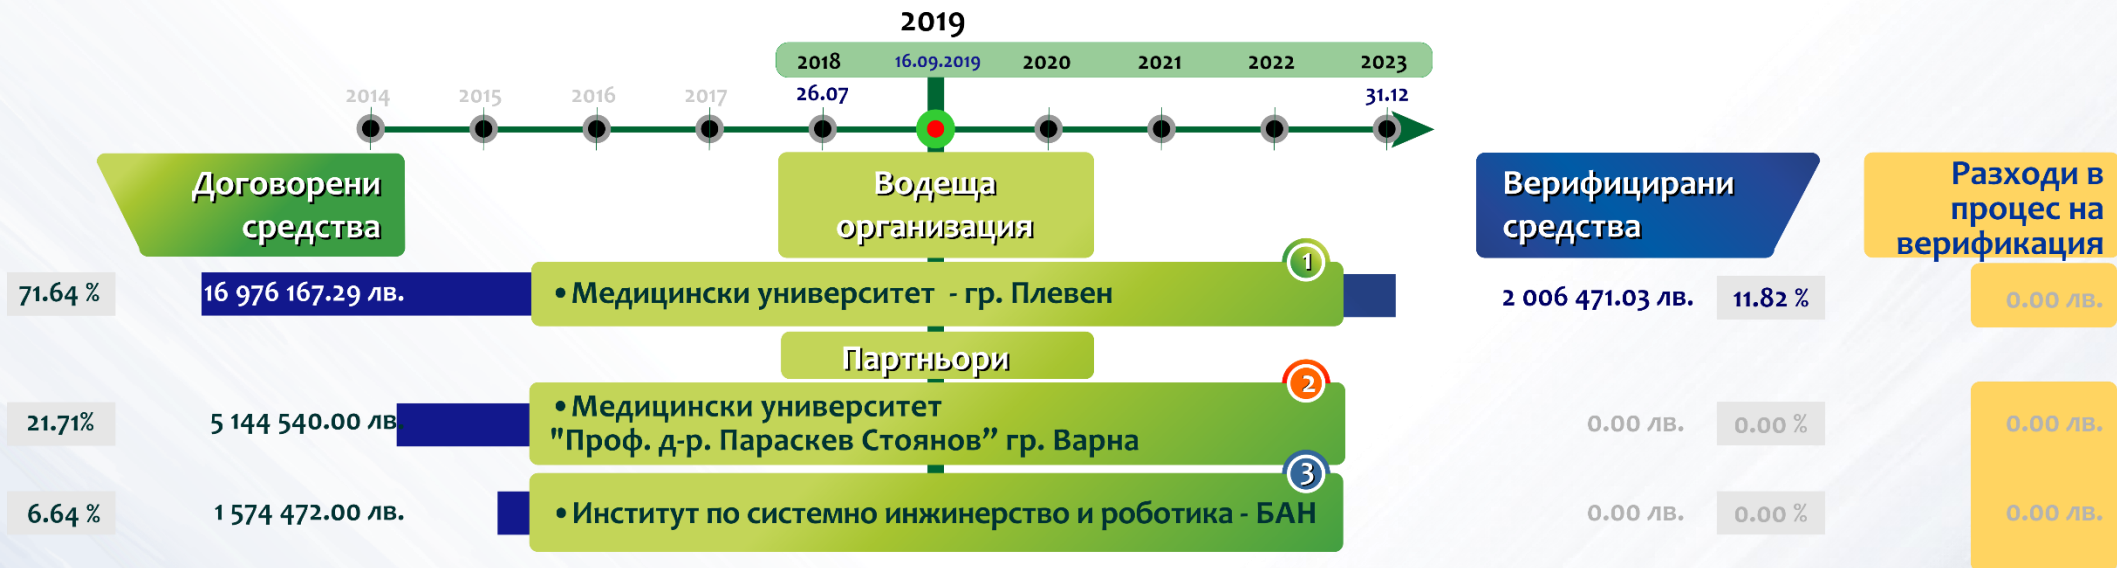 2019
2018 16.09.2019 2020 2021 2022 2023
2014 2015 2016 2017 26.07 31.12
Договорени
средства
Водеща
организация
Верифицирани
средства
Разходи в
процес на
верификация
71.64 % 16 976 167.29 лв. •Медицински университет - гр. Плевен 1 2 006 471.03 лв. 11.82 % 0.00 лв.
Партньори
21.71% 5 144 540.00 лв •Медицински университет 2 0.00 лв. 0.00 % 0.00 лв.
"Проф. д-р. Параскев Стоянов” гр. Варна
6.64 % 1 574 472.00 лв. •Институт по системно инжинерство и роботика - БАН 3 0.00 лв. 0.00 % 0.00 лв.